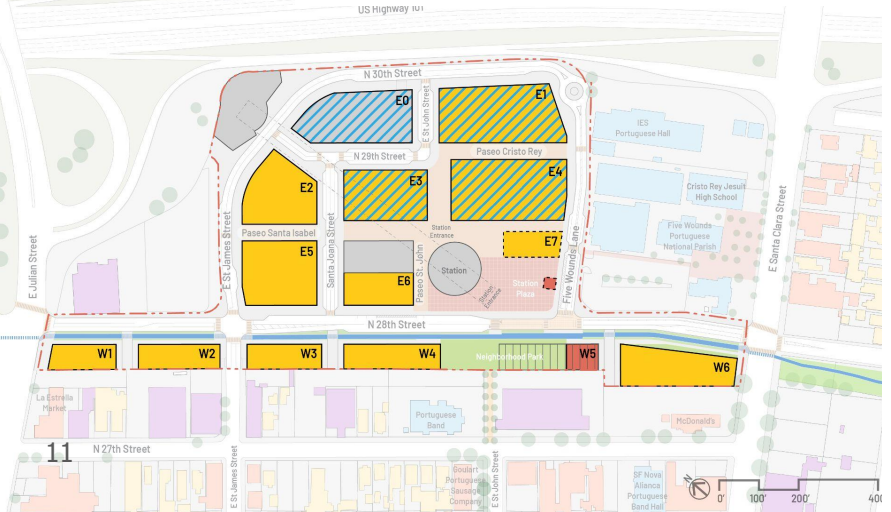 US Highway 101
N 30th Street
E0
E St John Street
E1
IES
Portuguese Hall
N 29th Street
Paseo Cristo Rey
E2
E3
E4
Cristo Rey Jesuit
High School
E Santa Clara Street
E St James Street
Paseo Santa Isabel
Santa Joana Street
Station
Entrance
Five Wounds
Portuguese
National Parish
E Julian Street
E5
E6
Paseo St. John
Station
E7
Station
Plaza
Station
Entrance
Five Wounds Lane
N 28th Street
W1
W2
W3
W4
Neighborhood Park
W5
W6
La Estrella
Market
Portuguese
Band
McDonald's
11
N 27th Street
E St James Street
Goulart
Portuguese
Sausage
Company
E St John Street
SF Nova
Alianca
Portuguese
Band Hall
N
0'
100'
200'
400